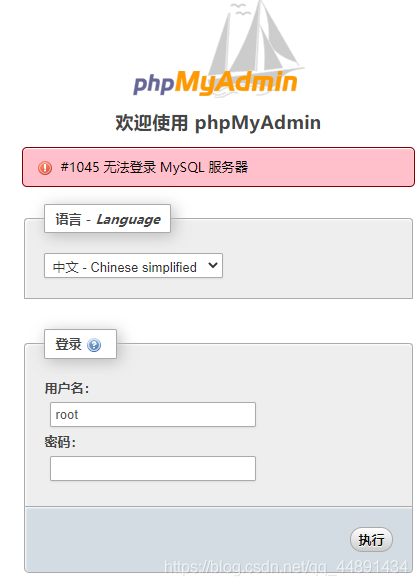 phpMyAdmin
欢迎使用 phpMyAdmin
#1045 无法登录 MySQL 服务器
语言 - Language
中文 - Chinese simplified
登录
用户名：
root
密码：
执行
https://blog.csdn.net/qq_44891434